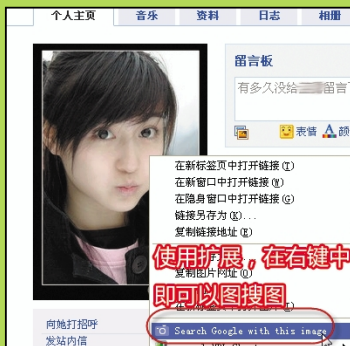 个人主页 音乐 资料 日志 相册
留言板
有多久没给 留言
表情 A 颜
在新标签页中打开链接(T)
在新窗口中打开链接(W)
在隐身窗口中打开链接(G)
链接另存为(K)...
复制链接地址(E)
使用扩展，在右键中
复制图片网址(O)
即可以图搜图
Search Google with this image
向她打招呼
发站内信